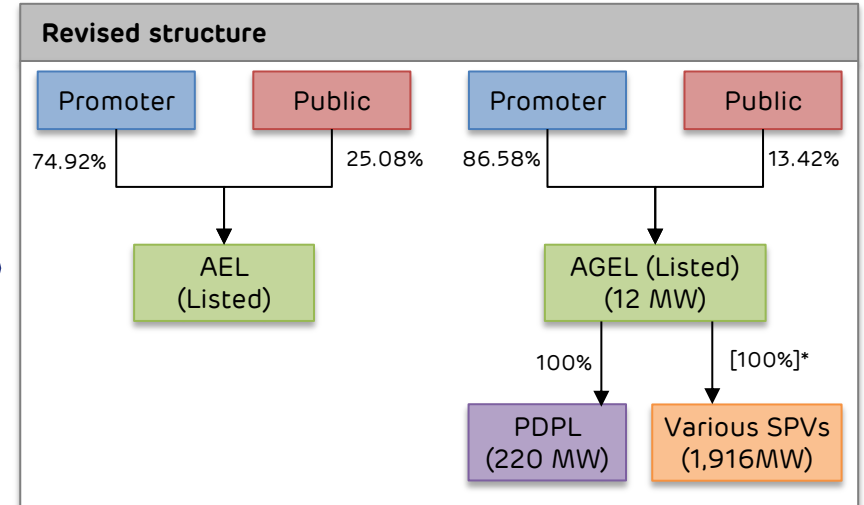 Revised structure
Promoter
Public
Promoter
Public
74.92%
25.08%
86.58%
13.42%
AEL
(Listed)
AGEL (Listed)
(12 MW)
100%
[100%]*
PDPL
(220 MW)
Various SPVs
(1,916MW)